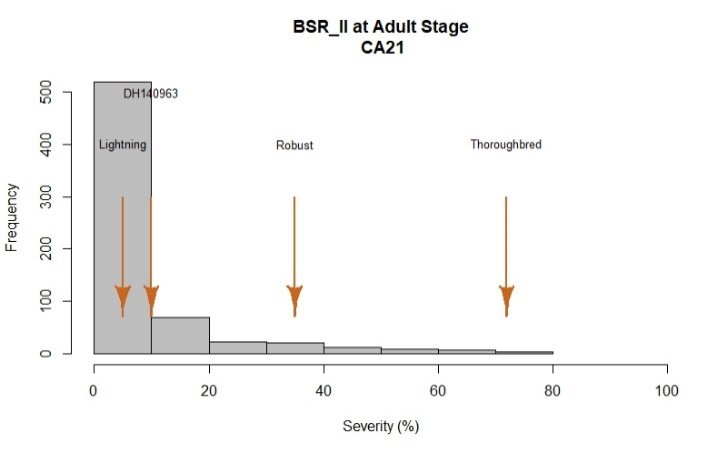 BSR_II at Adult Stage
CA21
DH140963
Lightning
Robust
Thoroughbred
Frequency
500
400
300
200
100
0
0 20 40 60 80 100
Severity (%)